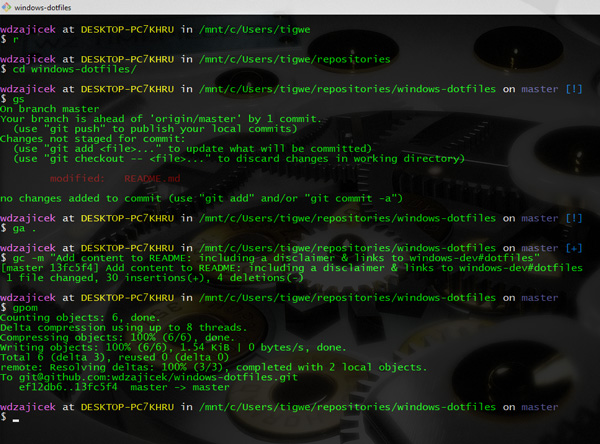 windows-dotfiles
wdzajicek at DESKTOP-PC7KHRU in /mnt/c/Users/tigwe
$ r
wdzajicek at DESKTOP-PC7KHRU in /mnt/c/Users/tigwe/repositories
$ cd windows-dotfiles/
wdzajicek at DESKTOP-PC7KHRU in /mnt/c/Users/tigwe/repositories/windows-dotfiles on master [!]
$ gs
On branch master
Your branch is ahead of 'origin/master' by 1 commit.
(use "git push" to publish your local commits)
Changes not staged for commit:
(use "git add <file>..." to update what will be committed)
(use "git checkout -- <file>..." to discard changes in working directory)
modified: README.md
no changes added to commit (use "git add" and/or "git commit -a")
wdzajicek at DESKTOP-PC7KHRU in /mnt/c/Users/tigwe/repositories/windows-dotfiles on master [!]
$ ga .
wdzajicek at DESKTOP-PC7KHRU in /mnt/c/Users/tigwe/repositories/windows-dotfiles on master [+]
$ gc -m "Add content to README: including a disclaimer & links to windows-dev#dotfiles"
[master 13fc5f4] Add content to README: including a disclaimer & links to windows-dev#dotfiles
1 file changed, 30 insertions(+), 4 deletions(-)
wdzajicek at DESKTOP-PC7KHRU in /mnt/c/Users/tigwe/repositories/windows-dotfiles on master
$ gpom
Counting objects: 6, done.
Delta compression using up to 8 threads.
Compressing objects: 100% (6/6), done.
Writing objects: 100% (6/6), 1.54 KiB | 0 bytes/s, done.
Total 6 (delta 3), reused 0 (delta 0)
remote: Resolving deltas: 100% (3/3), completed with 2 local objects.
To git@github.com:wdzajicek/windows-dotfiles.git
ef12db6..13fc5f4 master -> master
wdzajicek at DESKTOP-PC7KHRU in /mnt/c/Users/tigwe/repositories/windows-dotfiles on master
$